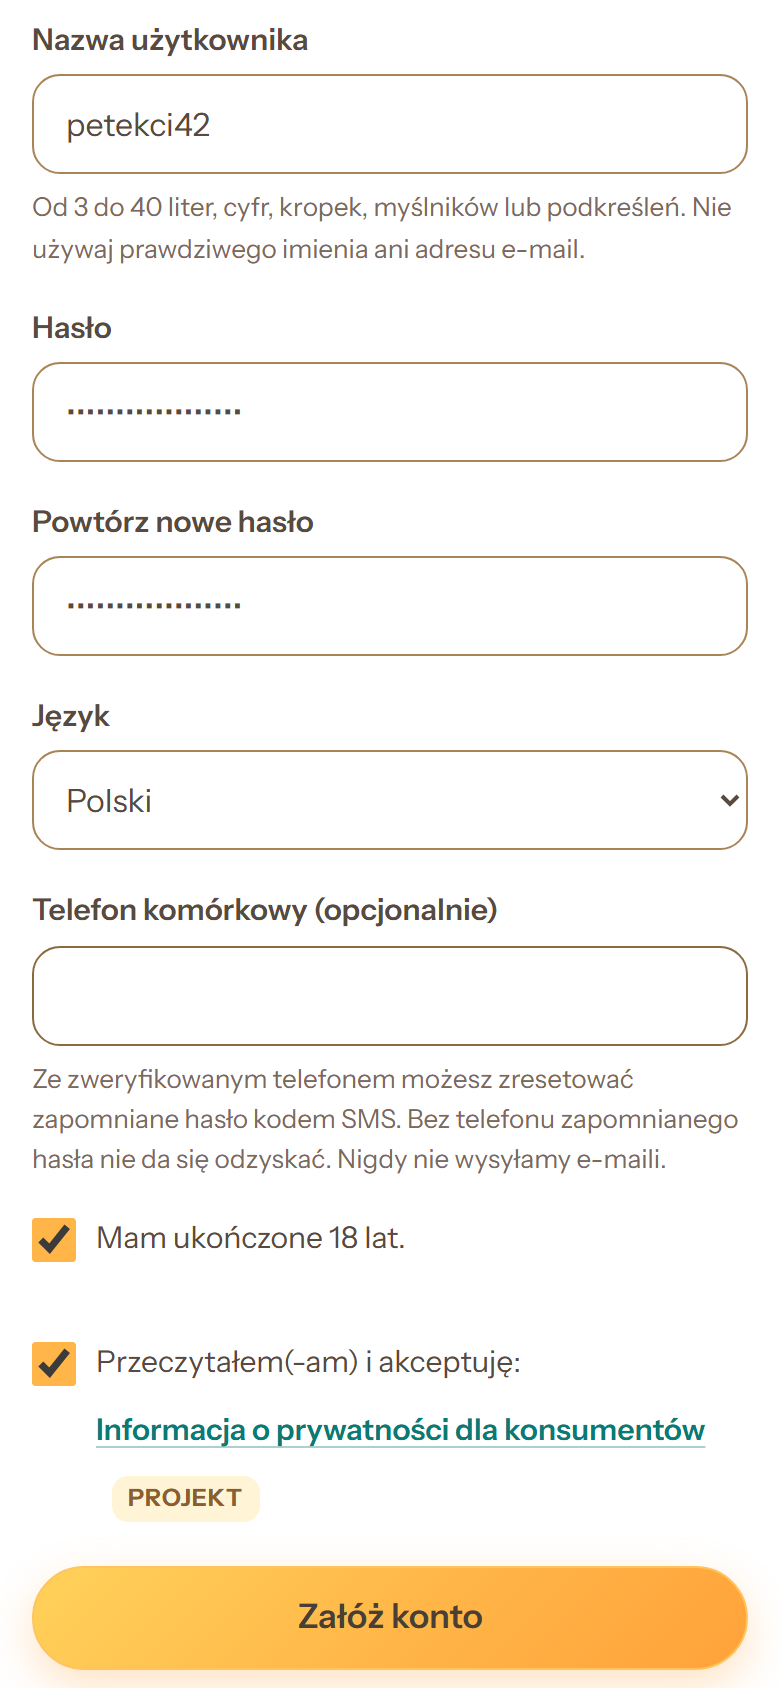 Nazwa użytkownika
petekci42
Od 3 do 40 liter, cyfr, kropek, myślników lub podkreśleń. Nie
używaj prawdziwego imienia ani adresu e-mail.
Hasło
••••••••••••••••••
Powtórz nowe hasło
••••••••••••••••••
Język
Polski
Telefon komórkowy (opcjonalnie)
Ze zweryfikowanym telefonem możesz zresetować
zapomniane hasło kodem SMS. Bez telefonu zapomnianego
hasła nie da się odzyskać. Nigdy nie wysyłamy e-maili.
Mam ukończone 18 lat.
Przeczytałem(-am) i akceptuję:
Informacja o prywatności dla konsumentów
PROJEKT
Załóż konto